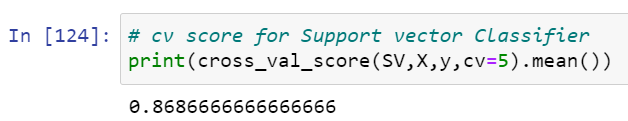 In [124]: # cv score for Support vector Classifier
print(cross_val_score(SV,X,y,cv=5).mean())
0.8686666666666666